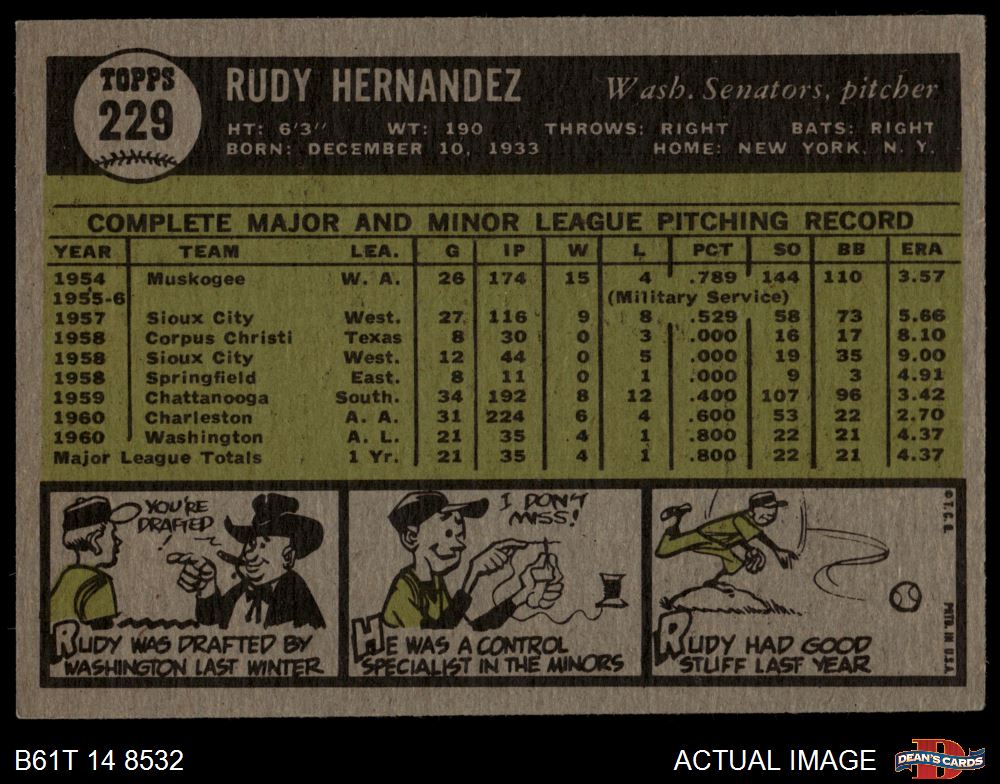 TOPPS
229
RUDY HERNANDEZ Wash. Senators, pitcher
HT: 6'3" WT: 190 THROWS: RIGHT BATS: RIGHT
BORN: DECEMBER 10, 1933 HOME: NEW YORK, N. Y.
COMPLETE MAJOR AND MINOR LEAGUE PITCHING RECORD
YEAR TEAM LEA. G IP W L PCT SO BB ERA
1954 Muskogee W. A. 26 174 15 4 .789 144 110 3.57
1955-6 (Military Service)
1957 Sioux City West. 27 116 9 8 .529 58 73 5.66
1958 Corpus Christi Texas 8 30 0 3 .000 16 17 8.10
1958 Sioux City West. 12 44 0 5 .000 19 35 9.00
1958 Springfield East. 8 11 0 1 .000 9 3 4.91
1959 Chattanooga South. 34 192 8 12 .400 107 96 3.42
1960 Charleston A. A. 31 224 6 4 .600 53 22 2.70
1960 Washington A. L. 21 35 4 1 .800 22 21 4.37
Major League Totals 1 Yr. 21 35 4 1 .800 22 21 4.37
YOU'RE
DRAFTED
!
RUDY WAS DRAFTED BY
WASHINGTON LAST WINTER
I DON'T
MISS!
HE WAS A CONTROL
SPECIALIST IN THE MINORS
RUDY HAD GOOD
STUFF LAST YEAR
© T. C. G.
PTD. IN U.S.A.
B61T 14 8532 ACTUAL IMAGE
DEAN'S CARDS